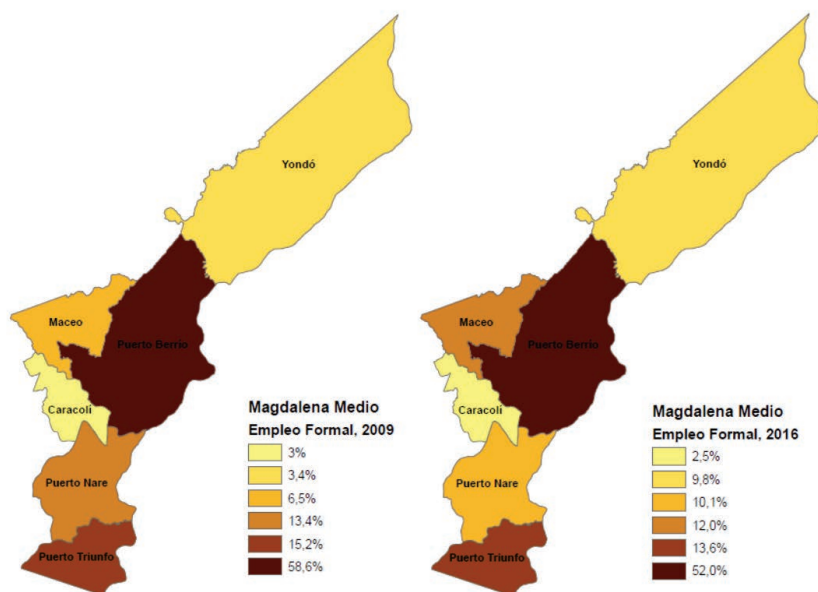 Yondó
Maceo
Puerto Berrío
Caracolí
Puerto Nare
Puerto Triunfo
Magdalena Medio
Empleo Formal, 2009
3%
3,4%
6,5%
13,4%
15,2%
58,6%
Yondó
Maceo
Puerto Berrío
Caracolí
Puerto Nare
Puerto Triunfo
Magdalena Medio
Empleo Formal, 2016
2,5%
9,8%
10,1%
12,0%
13,6%
52,0%